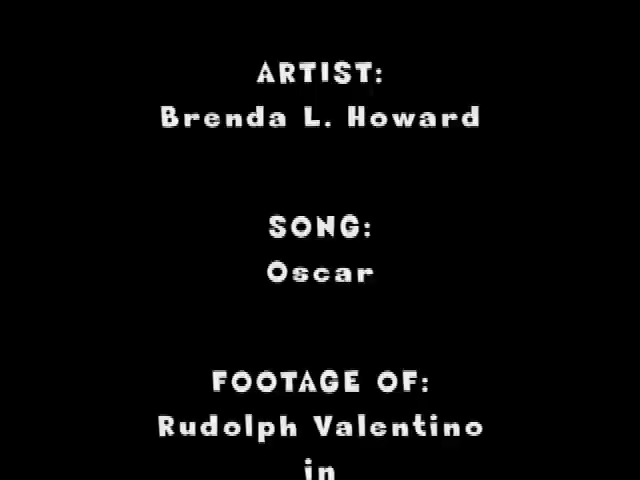 ARTIST:
Brenda L. Howard
SONG:
Oscar
FOOTAGE OF:
Rudolph Valentino
in